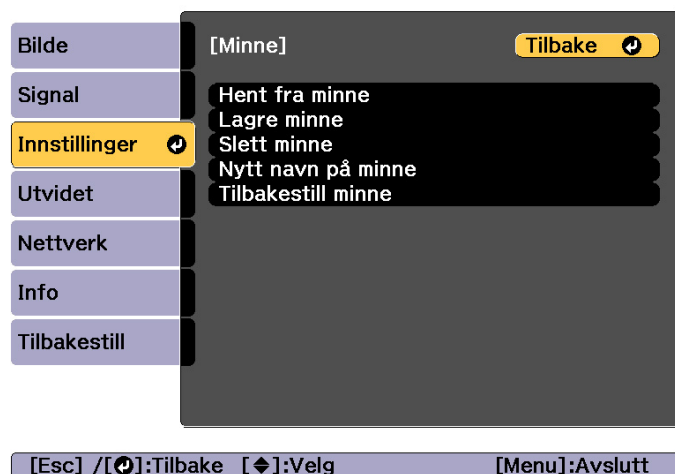 Bilde
Signal
Innstillinger
Utvidet
Nettverk
Info
Tilbakestill
[Minne]
Tilbake
Hent fra minne
Lagre minne
Slett minne
Nytt navn på minne
Tilbakestill minne
[Esc] /[⏎]:Tilbake [◆]:Velg [Menu]:Avslutt